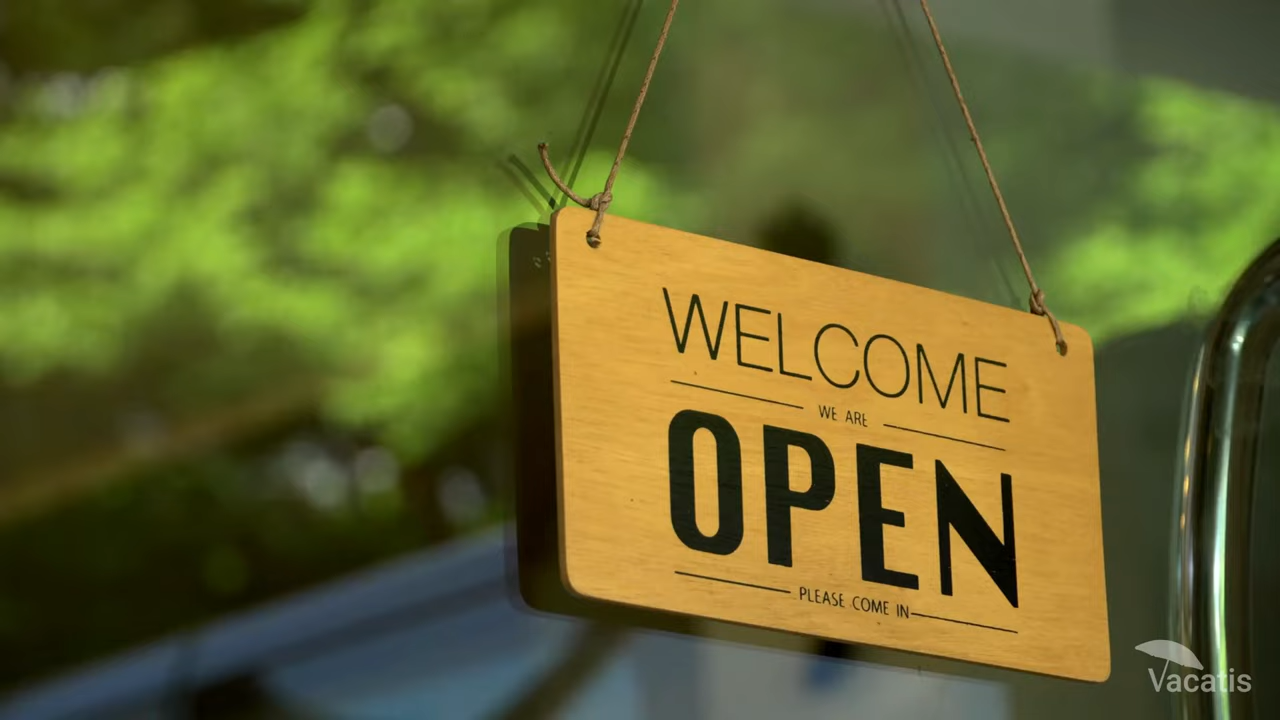 WELCOME
WE ARE
OPEN
PLEASE COME IN
Vacatis